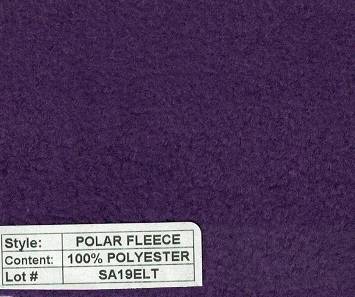 Style: POLAR FLEECE
Content: 100% POLYESTER
Lot # SA19ELT